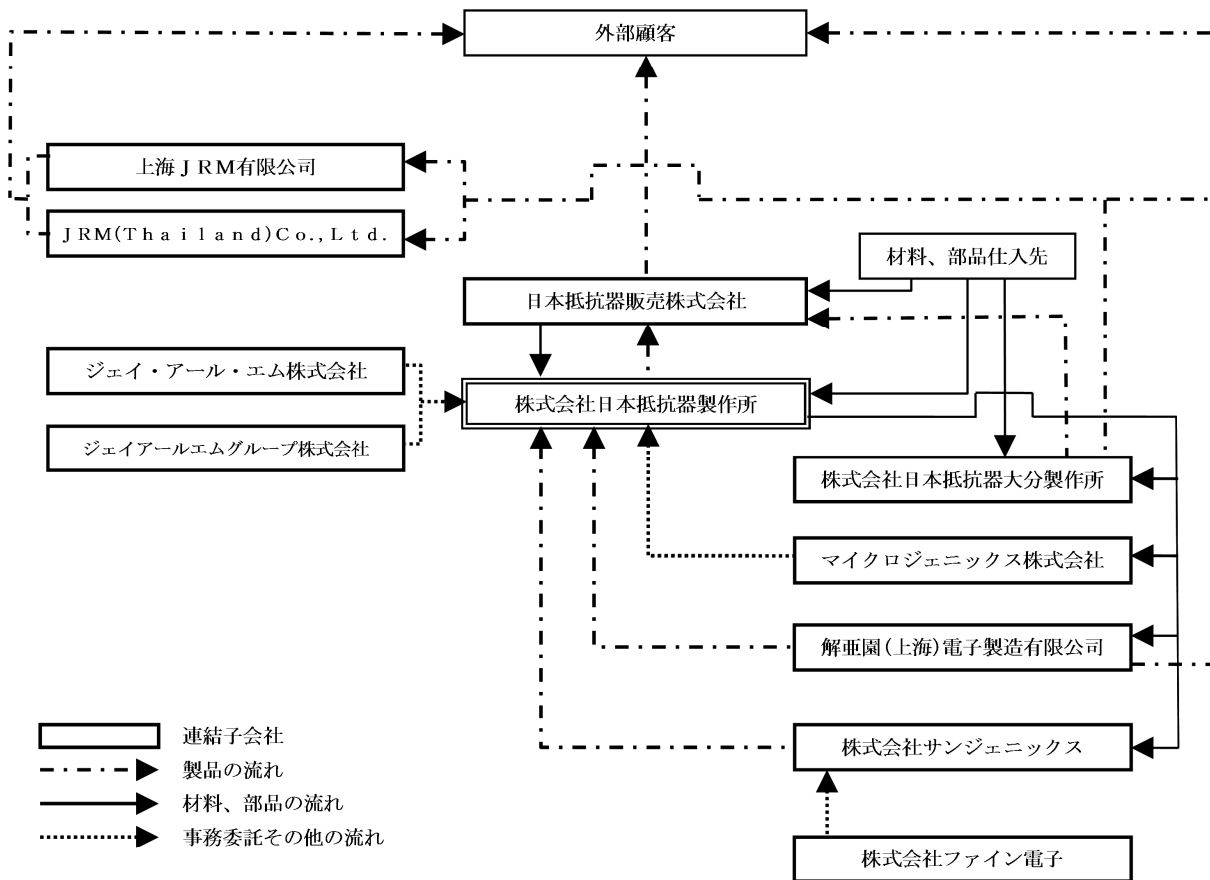 外部顧客
上海ＪＲＭ有限公司
ＪＲＭ(Ｔｈａｉｌａｎｄ)Ｃｏ.,Ｌｔｄ.
材料、部品仕入先
日本抵抗器販売株式会社
ジェイ・アール・エム株式会社
株式会社日本抵抗器製作所
ジェイアールエムグループ株式会社
株式会社日本抵抗器大分製作所
マイクロジェニックス株式会社
解亜園(上海)電子製造有限公司
株式会社サンジェニックス
株式会社ファイン電子
連結子会社
製品の流れ
材料、部品の流れ
事務委託その他の流れ